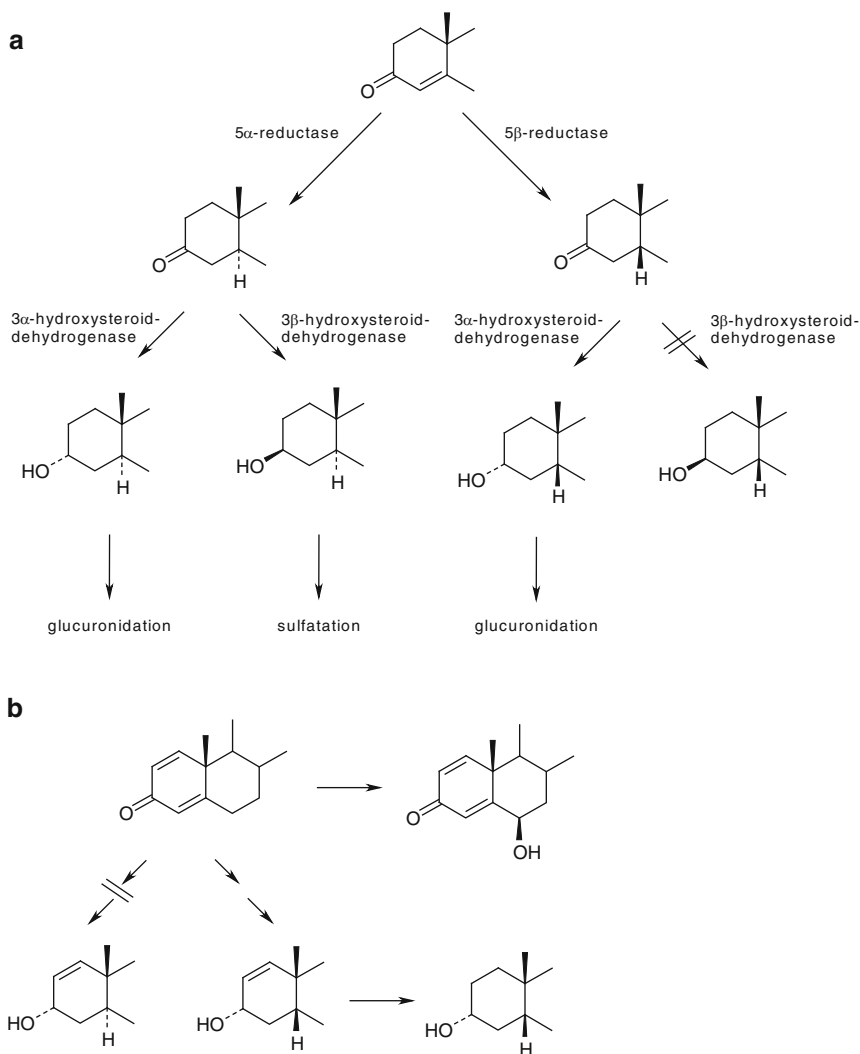 a
O
5α-reductase
5β-reductase
O
H
O
H
3α-hydroxysteroid-
dehydrogenase
3β-hydroxysteroid-
dehydrogenase
3α-hydroxysteroid-
dehydrogenase
3β-hydroxysteroid-
dehydrogenase
HO
H
HO
H
HO
H
HO
H
glucuronidation
sulfatation
glucuronidation
b
O
O
OH
HO
H
HO
H
HO
H